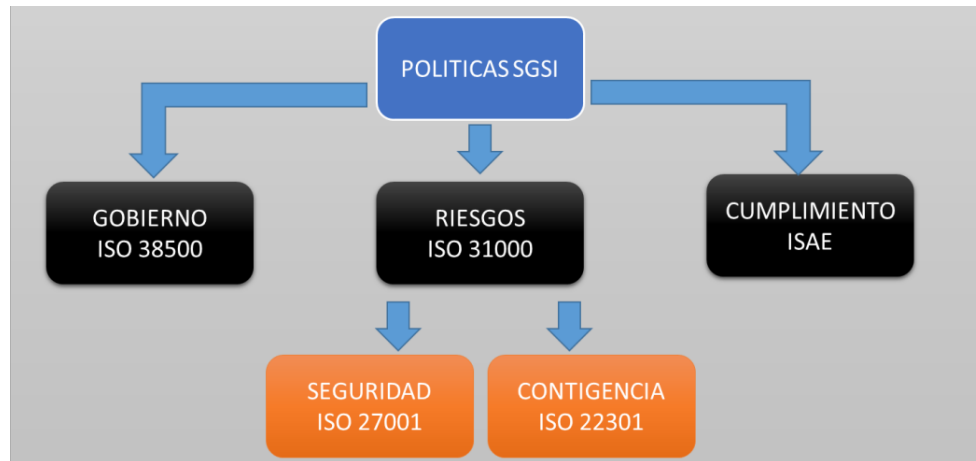 POLITICAS SGSI
GOBIERNO
ISO 38500
RIESGOS
ISO 31000
CUMPLIMIENTO
ISAE
SEGURIDAD
ISO 27001
CONTIGENCIA
ISO 22301